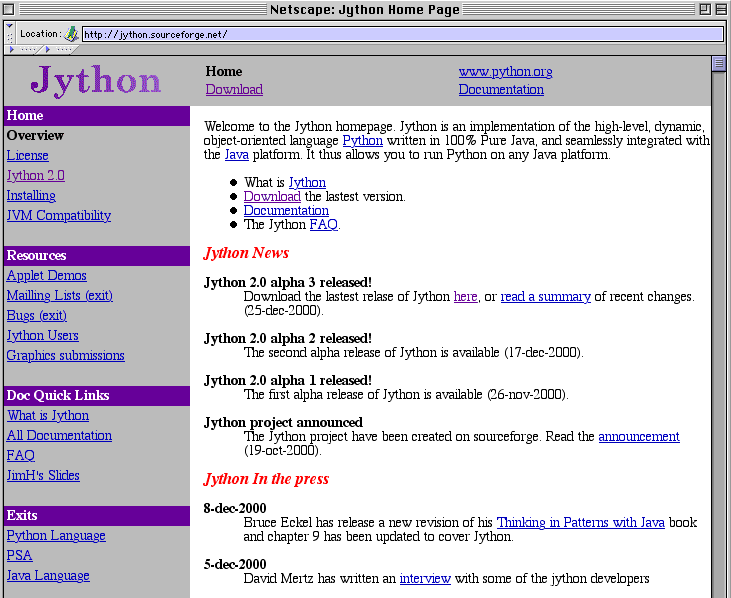 Netscape: Jython Home Page
Location: http://jython.sourceforge.net/
Jython
Home
Download
www.python.org
Documentation
Home
Overview
License
Jython 2.0
Installing
JVM Compatibility
Resources
Applet Demos
Mailling Lists (exit)
Bugs (exit)
Jython Users
Graphics submissions
Doc Quick Links
What is Jython
All Documentation
FAQ
JimH's Slides
Exits
Python Language
PSA
Java Language
Welcome to the Jython homepage. Jython is an implementation of the high-level, dynamic,
object-oriented language Python written in 100% Pure Java, and seamlessly integrated with
the Java platform. It thus allows you to run Python on any Java platform.
What is Jython
Download the lastest version.
Documentation
The Jython FAQ.
Jython News
Jython 2.0 alpha 3 released!
Download the lastest relase of Jython here, or read a summary of recent changes.
(25-dec-2000).
Jython 2.0 alpha 2 released!
The second alpha release of Jython is available (17-dec-2000).
Jython 2.0 alpha 1 released!
The first alpha release of Jython is available (26-nov-2000).
Jython project announced
The Jython project have been created on sourceforge. Read the announcement
(19-oct-2000).
Jython In the press
8-dec-2000
Bruce Eckel has release a new revision of his Thinking in Patterns with Java book
and chapter 9 has been updated to cover Jython.
5-dec-2000
David Mertz has written an interview with some of the jython developers